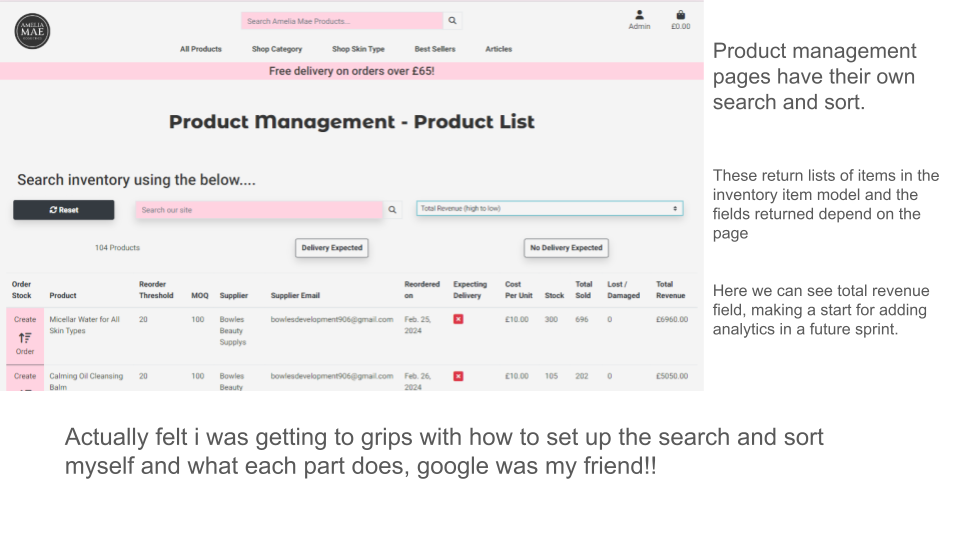 AMELIA
MAE
Search Amelia Mae Products...
Admin
£0.00
All Products
Shop Category
Shop Skin Type
Best Sellers
Articles
Free delivery on orders over £65!
Product Management - Product List
Search inventory using the below....
Reset
Search our site
Total Revenue (high to low)
104 Products
Delivery Expected
No Delivery Expected
Order Stock Product Reorder Threshold MOQ Supplier Supplier Email Reordered on Expecting Delivery Cost Per Unit Stock Total Sold Lost / Damaged Total Revenue
Create Order Micellar Water for All Skin Types 20 100 Bowles Beauty Supplys bowlesdevelopment906@gmail.com Feb. 25, 2024 £10.00 300 696 0 £6960.00
Create Calming Oil Cleansing Balm 20 100 Bowles Beauty bowlesdevelopment906@gmail.com Feb. 26, 2024 £10.00 105 202 0 £5050.00
Product management
pages have their own
search and sort.
These return lists of items in the
inventory item model and the
fields returned depend on the
page
Here we can see total revenue
field, making a start for adding
analytics in a future sprint.
Actually felt i was getting to grips with how to set up the search and sort
myself and what each part does, google was my friend!!